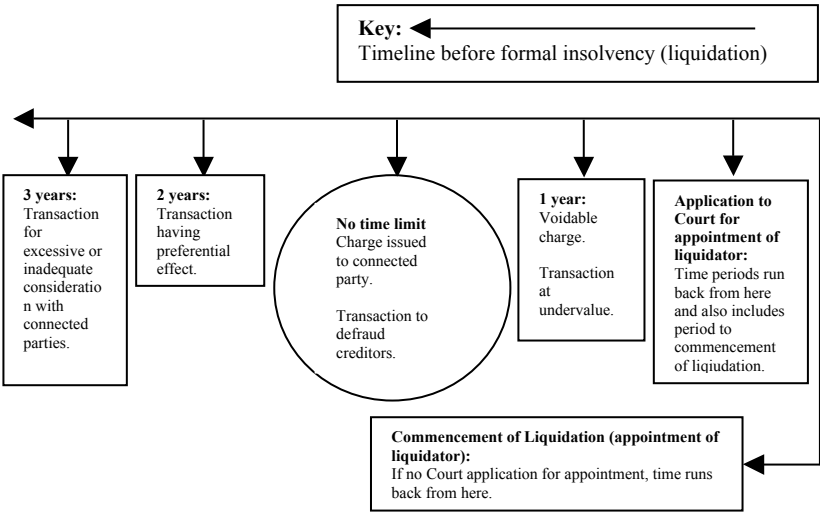 Key:
Timeline before formal insolvency (liquidation)
3 years:
Transaction
for
excessive or
inadequate
consideratio
n with
connected
parties.
2 years:
Transaction
having
preferential
effect.
No time limit
Charge issued
to connected
party.
Transaction to
defraud
creditors.
1 year:
Voidable
charge.
Transaction
at
undervalue.
Application to
Court for
appointment of
liquidator:
Time periods run
back from here
and also includes
period to
commencement
of liqiudation.
Commencement of Liquidation (appointment of
liquidator):
If no Court application for appointment, time runs
back from here.